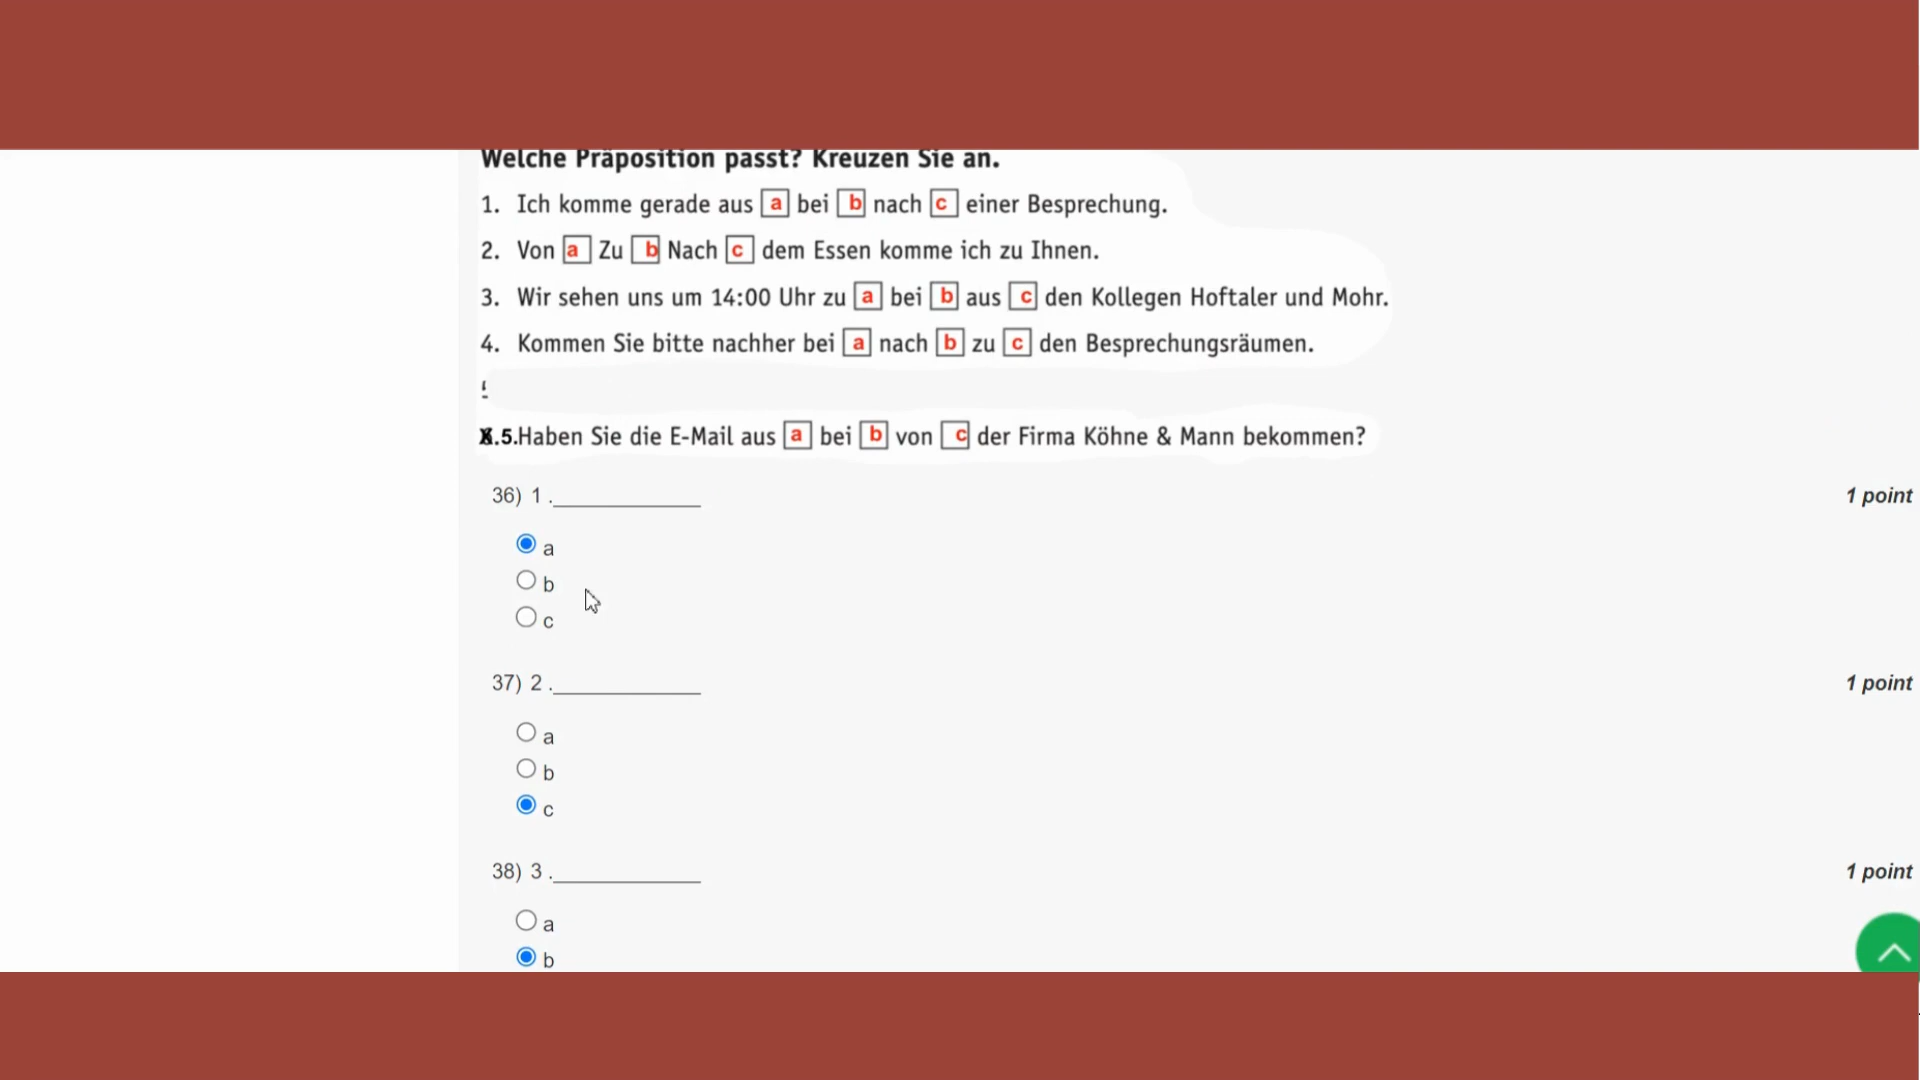 Welche Präposition passt? Kreuzen Sie an.
1. Ich komme gerade aus a bei b nach c einer Besprechung.
2. Von a Zu b Nach c dem Essen komme ich zu Ihnen.
3. Wir sehen uns um 14:00 Uhr zu a bei b aus c den Kollegen Hoftaler und Mohr.
4. Kommen Sie bitte nachher bei a nach b zu c den Besprechungsräumen.
5.Haben Sie die E-Mail aus a bei b von c der Firma Köhne & Mann bekommen?
36) 1 .____________ 1 point
a
b
c
37) 2 .____________ 1 point
a
b
c
38) 3 .____________ 1 point
a
b